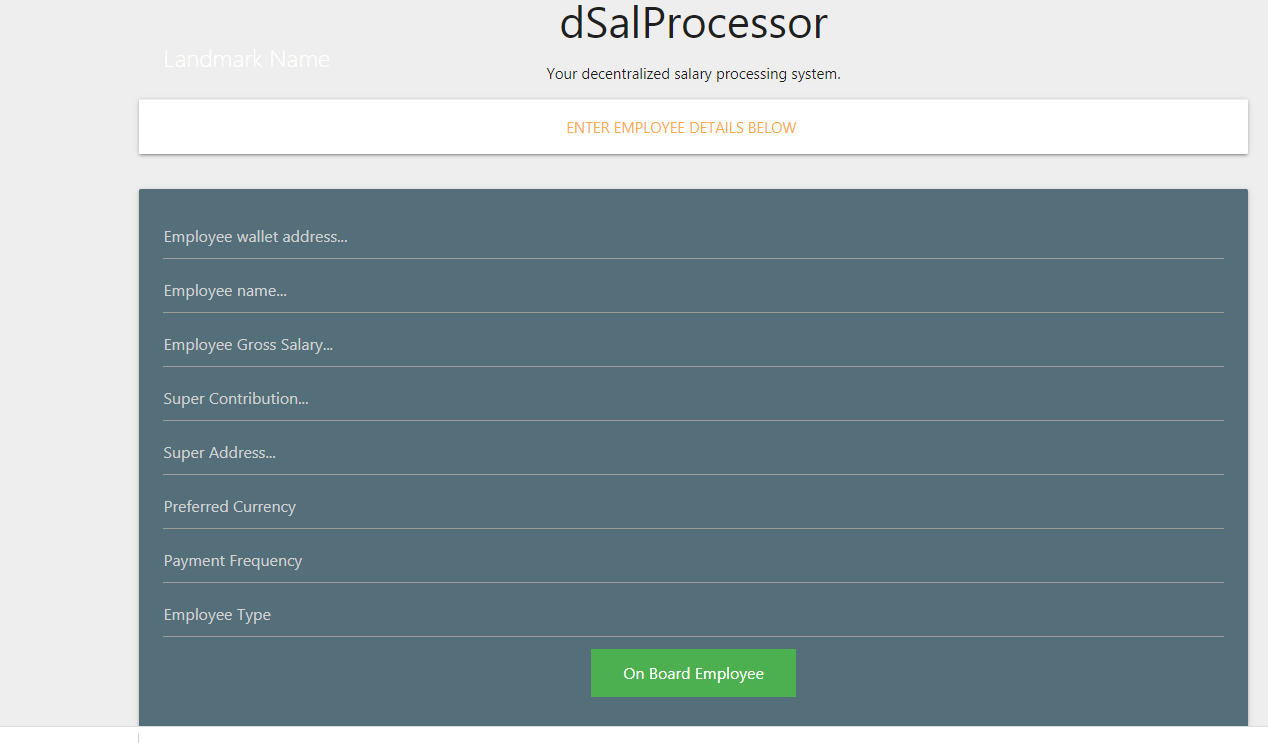 dSalProcessor
Landmark Name
Your decentralized salary processing system.
ENTER EMPLOYEE DETAILS BELOW
Employee wallet address...
Employee name...
Employee Gross Salary...
Super Contribution...
Super Address...
Preferred Currency
Payment Frequency
Employee Type
On Board Employee